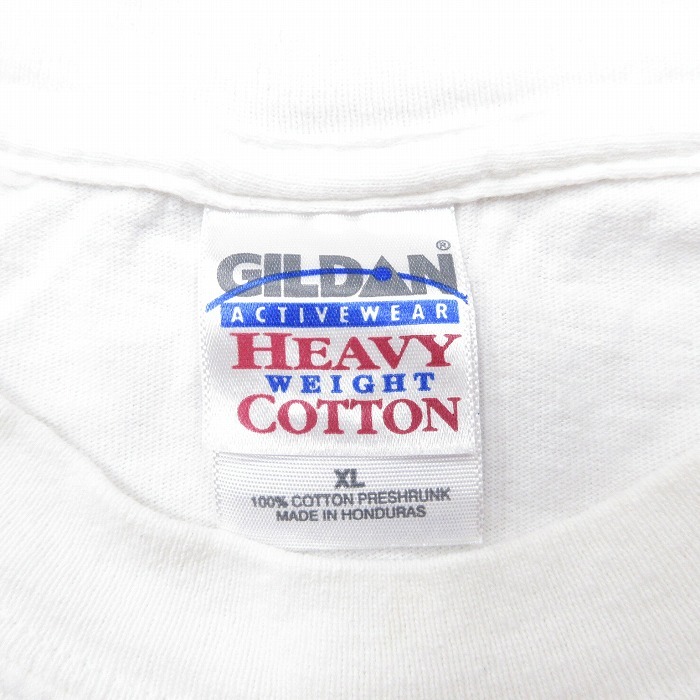 GILDAN®
ACTIVEWEAR
HEAVY
WEIGHT
COTTON
XL
100% COTTON PRESHRUNK
MADE IN HONDURAS